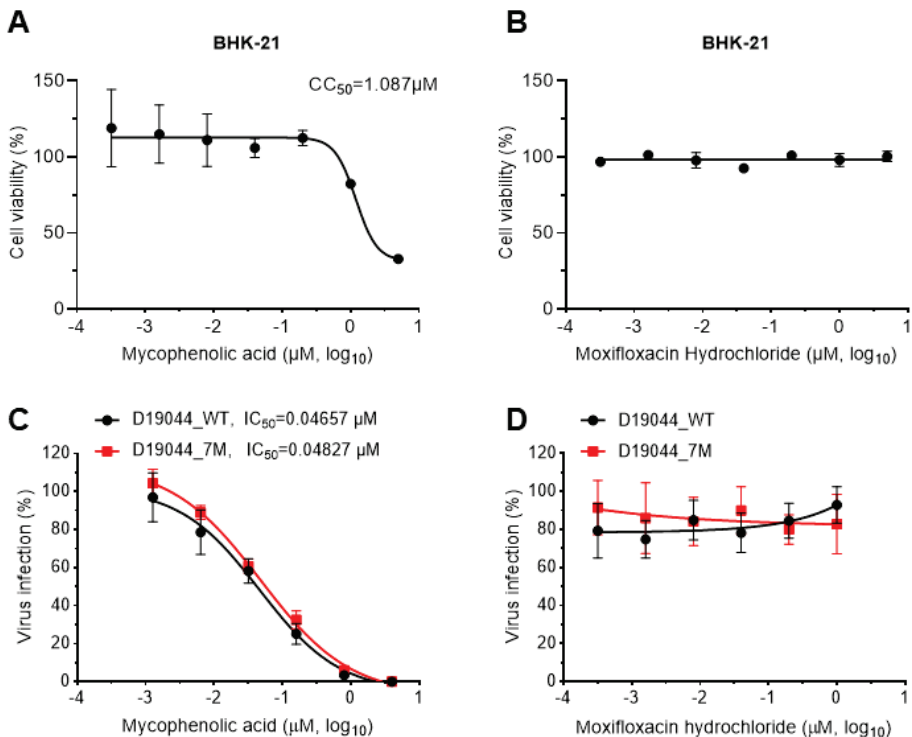 A
BHK-21
CC50=1.087µM
Cell viability (%)
150
100
50
0
-4 -3 -2 -1 0 1
Mycophenolic acid (µM, log10)
B
BHK-21
Cell viability (%)
150
100
50
0
-4 -3 -2 -1 0 1
Moxifloxacin Hydrochloride (µM, log10)
C
D19044_WT, IC50=0.04657 µM
D19044_7M, IC50=0.04827 µM
Virus infection (%)
120
100
80
60
40
20
0
-4 -3 -2 -1 0 1
Mycophenolic acid (µM, log10)
D
D19044_WT
D19044_7M
Virus infection (%)
120
100
80
60
40
20
0
-4 -3 -2 -1 0 1
Moxifloxacin hydrochloride (µM, log10)